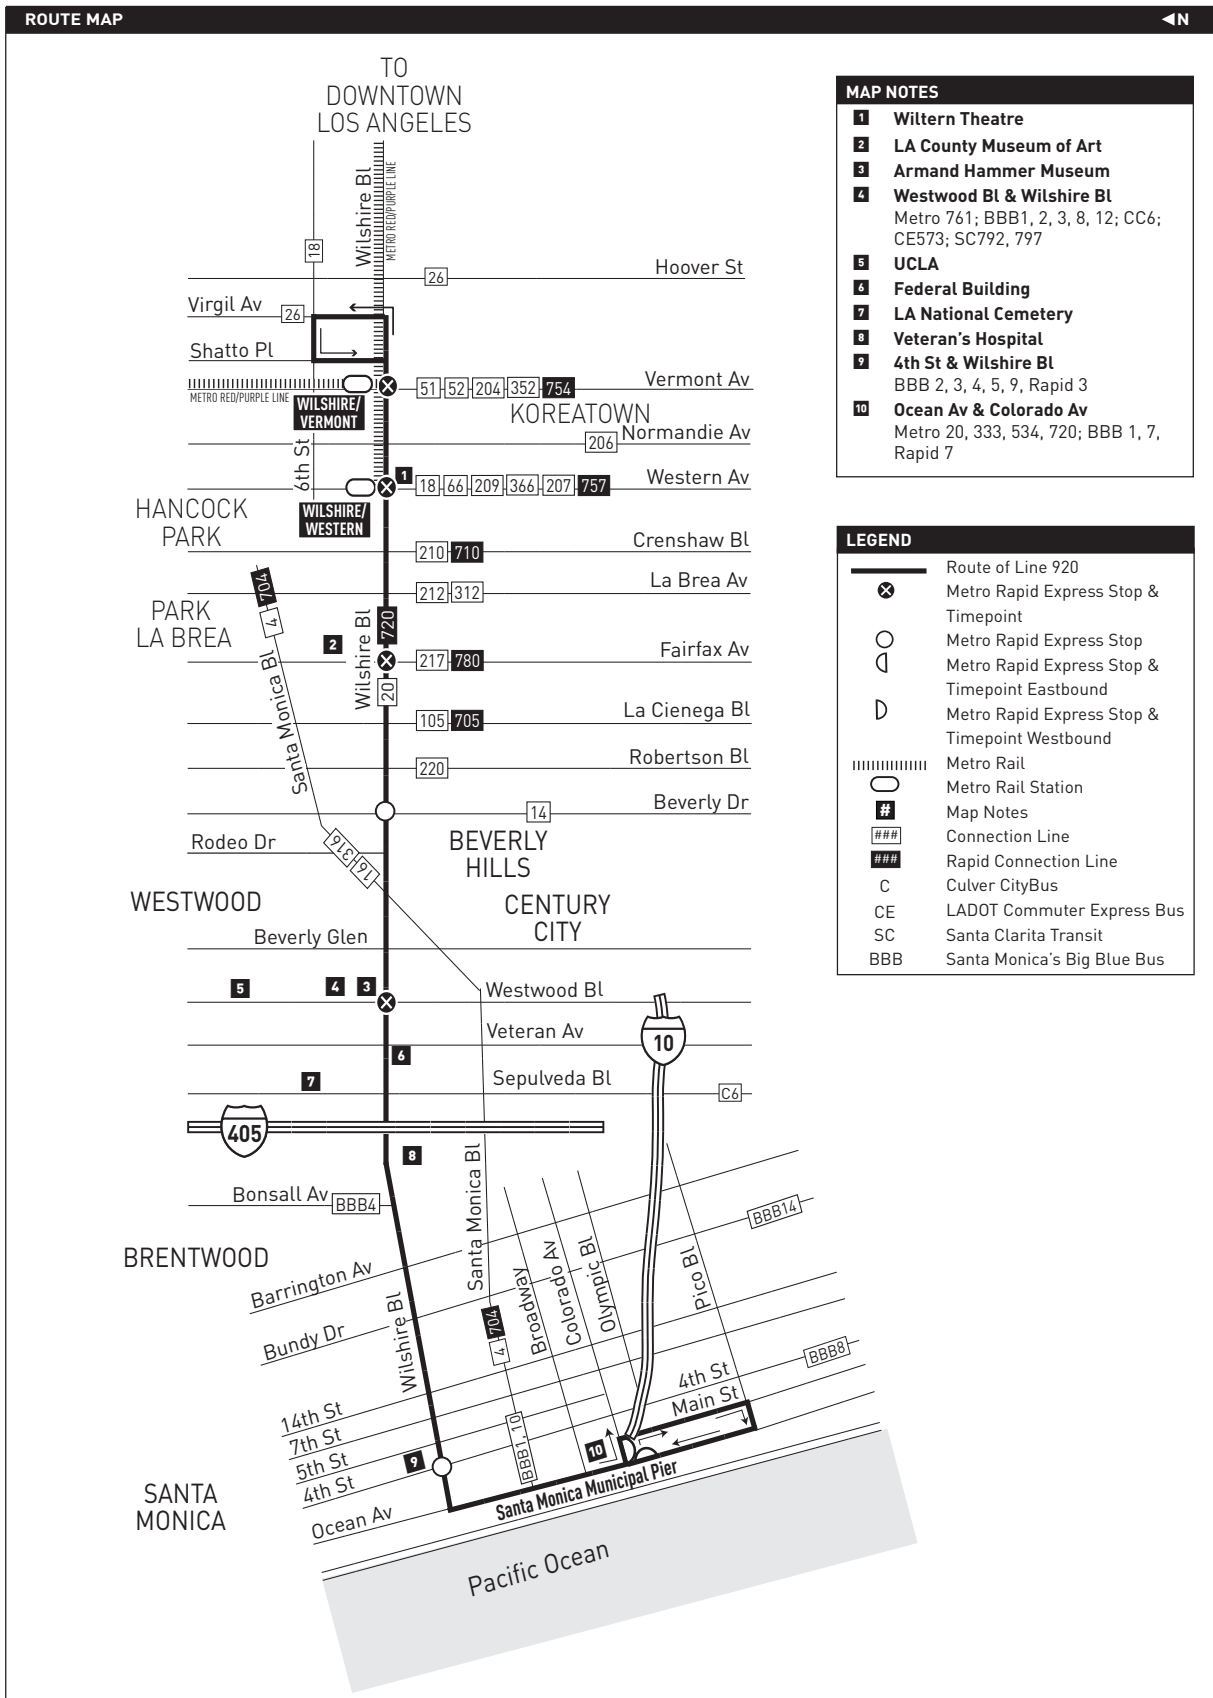 ROUTE MAP
N
TO
DOWNTOWN
LOS ANGELES
Wilshire Bl
METRO RED/PURPLE LINE
18
Hoover St
26
Virgil Av
26
Shatto Pl
METRO RED/PURPLE LINE
WILSHIRE/
VERMONT
51 52 204 352 754
Vermont Av
KOREATOWN
206
Normandie Av
6th St
1
18 66 209 366 207 757
Western Av
WILSHIRE/
WESTERN
HANCOCK
PARK
210 710
Crenshaw Bl
704
212 312
La Brea Av
4
PARK
LA BREA
720
Wilshire Bl
2
217 780
Fairfax Av
20
Santa Monica Bl
105 705
La Cienega Bl
220
Robertson Bl
14
Beverly Dr
Rodeo Dr
16 316
BEVERLY
HILLS
WESTWOOD
CENTURY
CITY
Beverly Glen
5
4
3
Westwood Bl
Veteran Av
10
6
7
Sepulveda Bl
C6
405
8
Bonsall Av
BBB4
Santa Monica Bl
BBB14
BRENTWOOD
Barrington Av
Bundy Dr
Wilshire Bl
704
4
Broadway
Colorado Av
Olympic Bl
Pico Bl
BBB8
14th St
7th St
5th St
4th St
4th St
Main St
9
BBB1, 10
10
Santa Monica Municipal Pier
SANTA
MONICA
Ocean Av
Pacific Ocean
MAP NOTES
1 Wiltern Theatre
2 LA County Museum of Art
3 Armand Hammer Museum
4 Westwood Bl & Wilshire Bl
Metro 761; BBB1, 2, 3, 8, 12; CC6;
CE573; SC792, 797
5 UCLA
6 Federal Building
7 LA National Cemetery
8 Veteran's Hospital
9 4th St & Wilshire Bl
BBB 2, 3, 4, 5, 9, Rapid 3
10 Ocean Av & Colorado Av
Metro 20, 333, 534, 720; BBB 1, 7,
Rapid 7
LEGEND
Route of Line 920
Metro Rapid Express Stop &
Timepoint
Metro Rapid Express Stop
Metro Rapid Express Stop &
Timepoint Eastbound
Metro Rapid Express Stop &
Timepoint Westbound
Metro Rail
Metro Rail Station
# Map Notes
### Connection Line
### Rapid Connection Line
C Culver CityBus
CE LADOT Commuter Express Bus
SC Santa Clarita Transit
BBB Santa Monica's Big Blue Bus